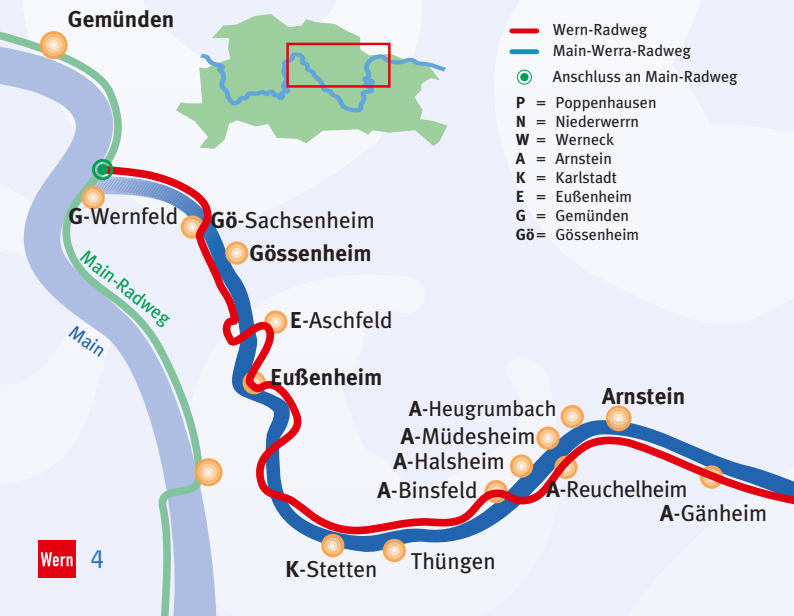 Gemünden
Wern-Radweg
Main-Werra-Radweg
Anschluss an Main-Radweg
P = Poppenhausen
N = Niederwerrn
W = Werneck
A = Arnstein
K = Karlstadt
E = Eußenheim
G = Gemünden
Gö= Gössenheim
G-Wernfeld
Gö-Sachsenheim
Gössenheim
Main-Radweg
Main
E-Aschfeld
Eußenheim
Arnstein
A-Heugrumbach
A-Müdesheim
A-Halsheim
A-Binsfeld
A-Reuchelheim
A-Gänheim
K-Stetten
Thüngen
Wern 4